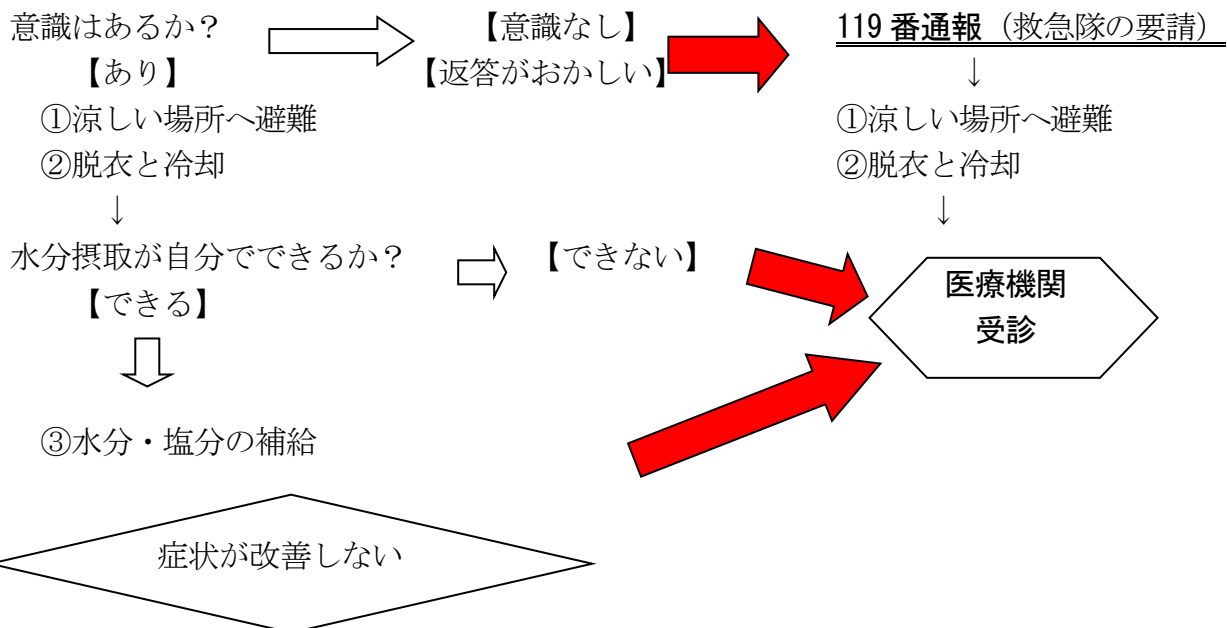 意識はあるか? 【意識なし】 119番通報(救急隊の要請)
【あり】 【返答がおかしい】 ↓
①涼しい場所へ避難 ①涼しい場所へ避難
②脱衣と冷却 ②脱衣と冷却
↓ ↓
水分摂取が自分でできるか? 【できない】
医療機関
【できる】
受診
③水分・塩分の補給
症状が改善しない